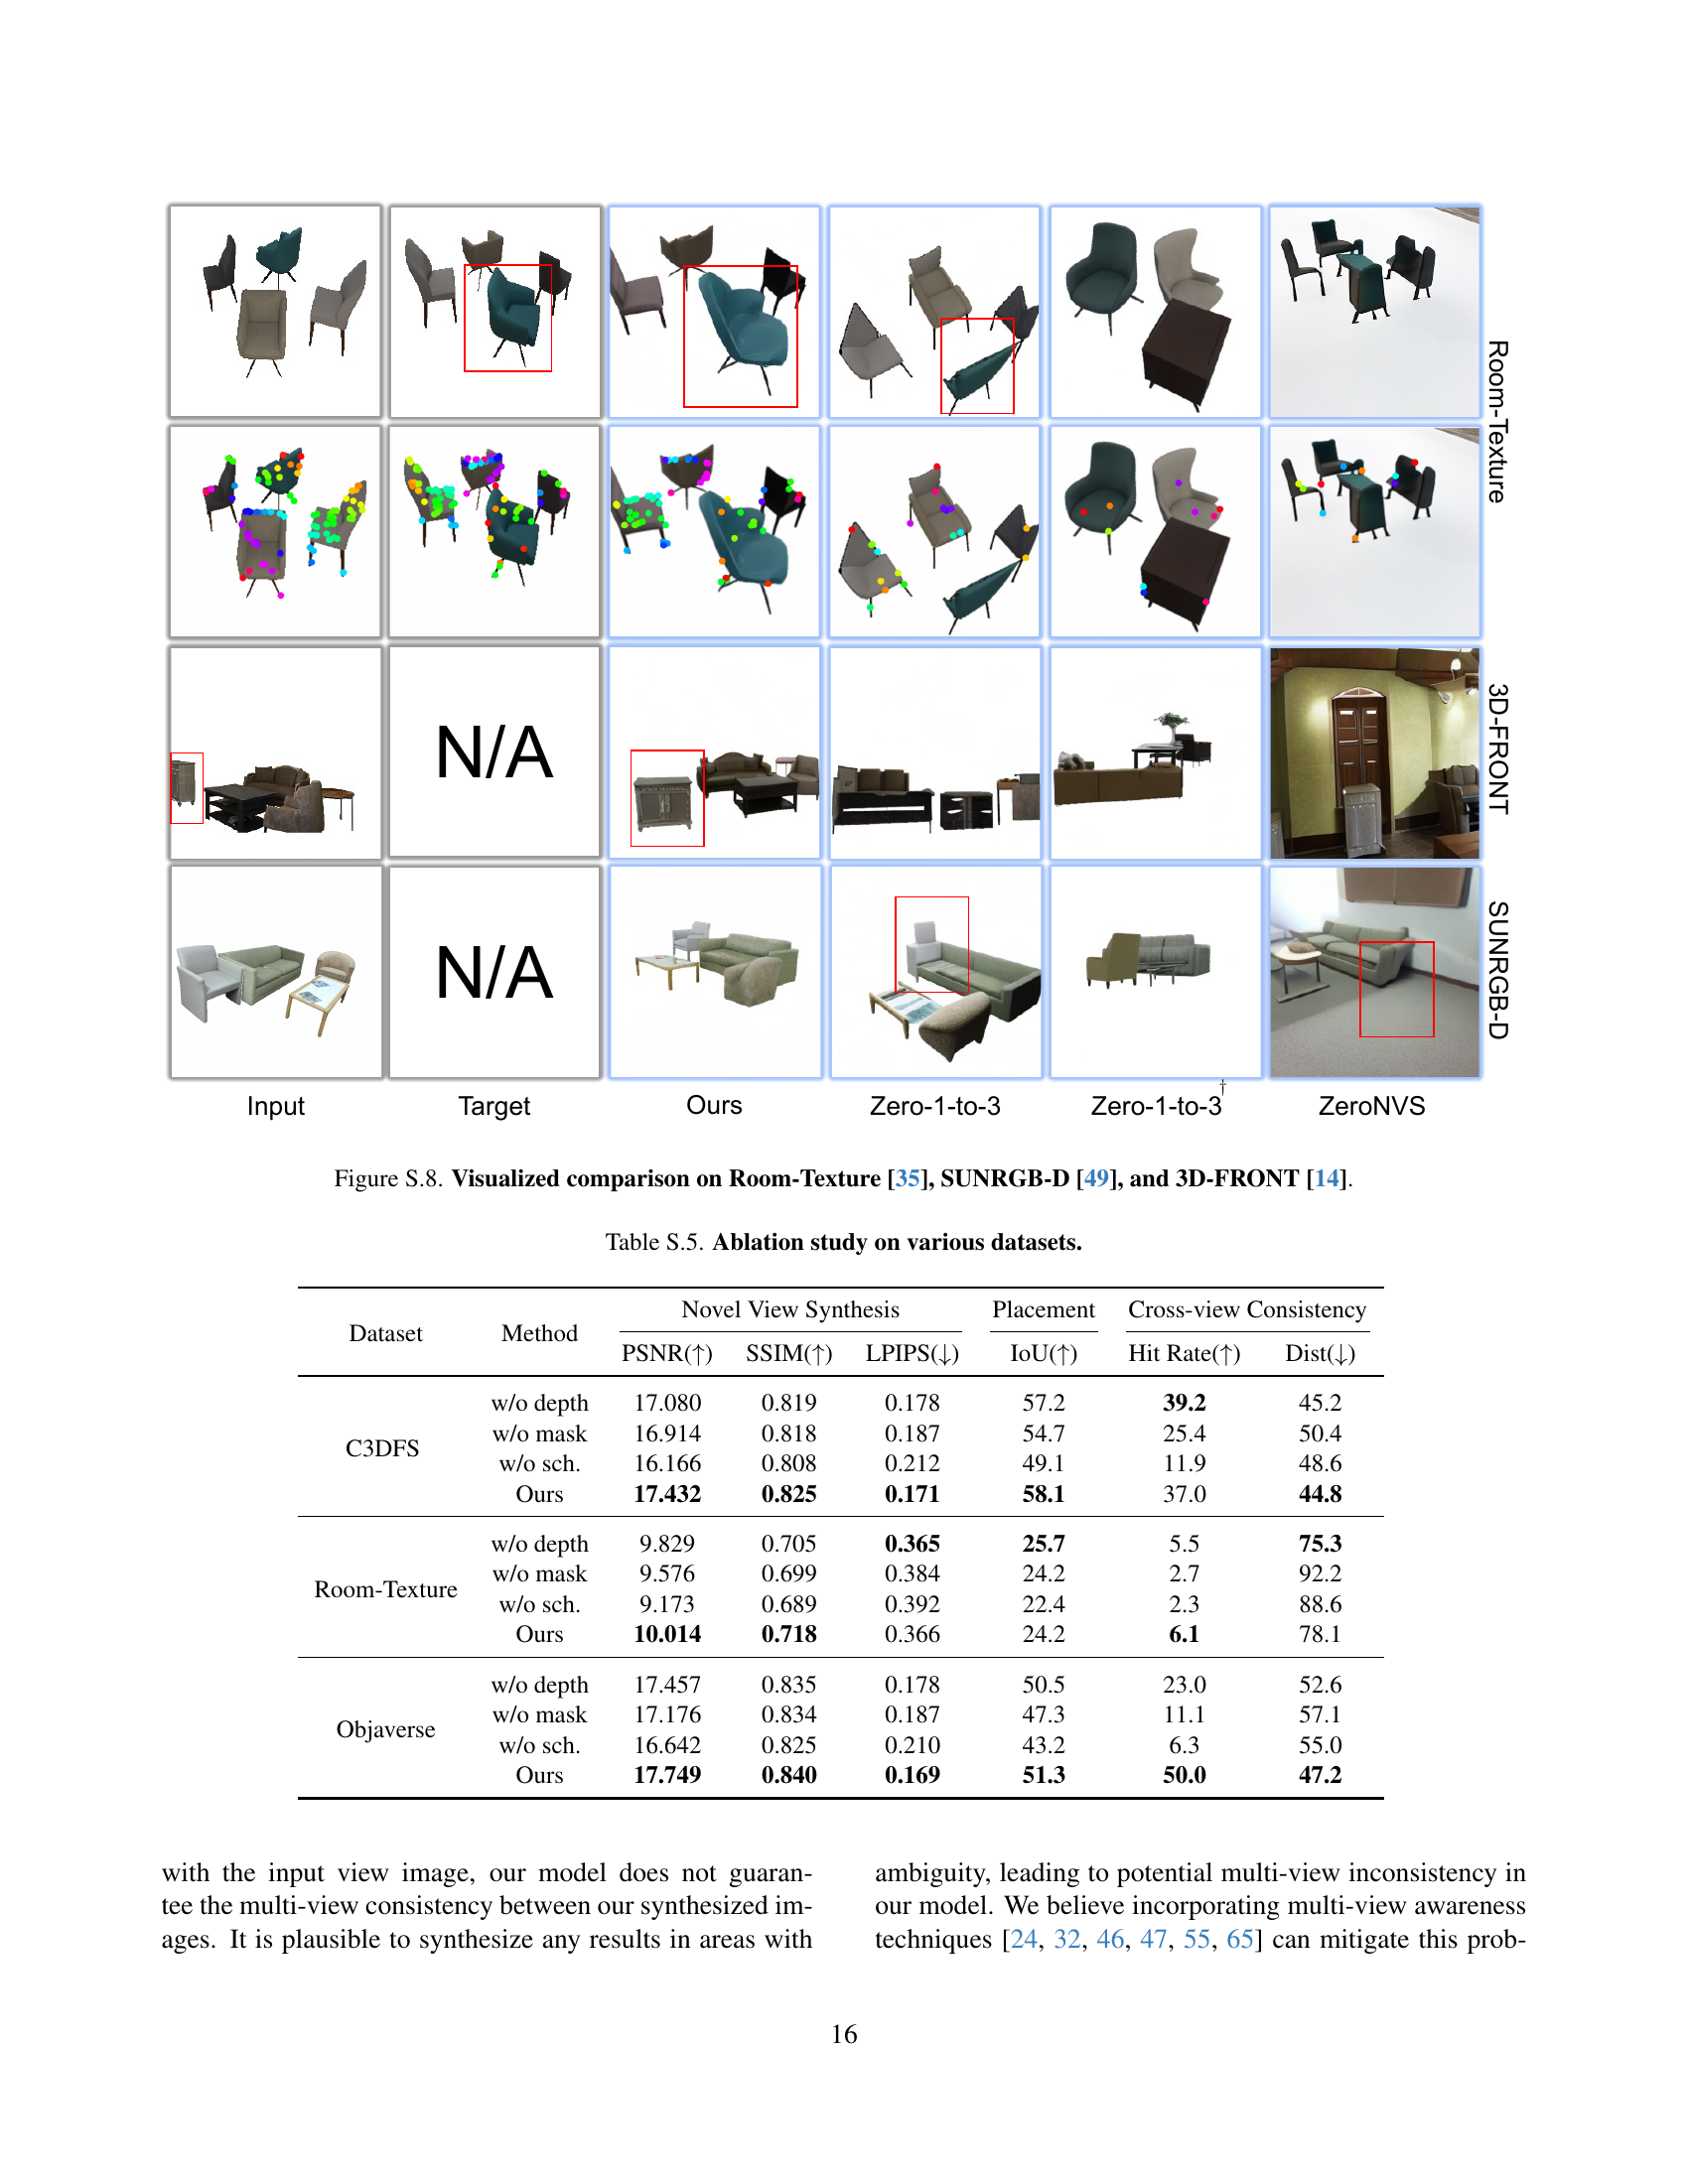 Room-Texture
N/A
3D-FRONT
N/A
SUNRGB-D
Input Target Ours Zero-1-to-3 Zero-1-to-3† ZeroNVS
Figure S.8. Visualized comparison on Room-Texture [35], SUNRGB-D [49], and 3D-FRONT [14].
Table S.5. Ablation study on various datasets.
Dataset Method Novel View Synthesis Placement Cross-view Consistency
PSNR(↑) SSIM(↑) LPIPS(↓) IoU(↑) Hit Rate(↑) Dist(↓)
C3DFS
w/o depth 17.080 0.819 0.178 57.2 39.2 45.2
w/o mask 16.914 0.818 0.187 54.7 25.4 50.4
w/o sch. 16.166 0.808 0.212 49.1 11.9 48.6
Ours 17.432 0.825 0.171 58.1 37.0 44.8
Room-Texture
w/o depth 9.829 0.705 0.365 25.7 5.5 75.3
w/o mask 9.576 0.699 0.384 24.2 2.7 92.2
w/o sch. 9.173 0.689 0.392 22.4 2.3 88.6
Ours 10.014 0.718 0.366 24.2 6.1 78.1
Objaverse
w/o depth 17.457 0.835 0.178 50.5 23.0 52.6
w/o mask 17.176 0.834 0.187 47.3 11.1 57.1
w/o sch. 16.642 0.825 0.210 43.2 6.3 55.0
Ours 17.749 0.840 0.169 51.3 50.0 47.2
with the input view image, our model does not guaran-
tee the multi-view consistency between our synthesized im-
ages. It is plausible to synthesize any results in areas with
ambiguity, leading to potential multi-view inconsistency in
our model. We believe incorporating multi-view awareness
techniques [24, 32, 46, 47, 55, 65] can mitigate this prob-
16